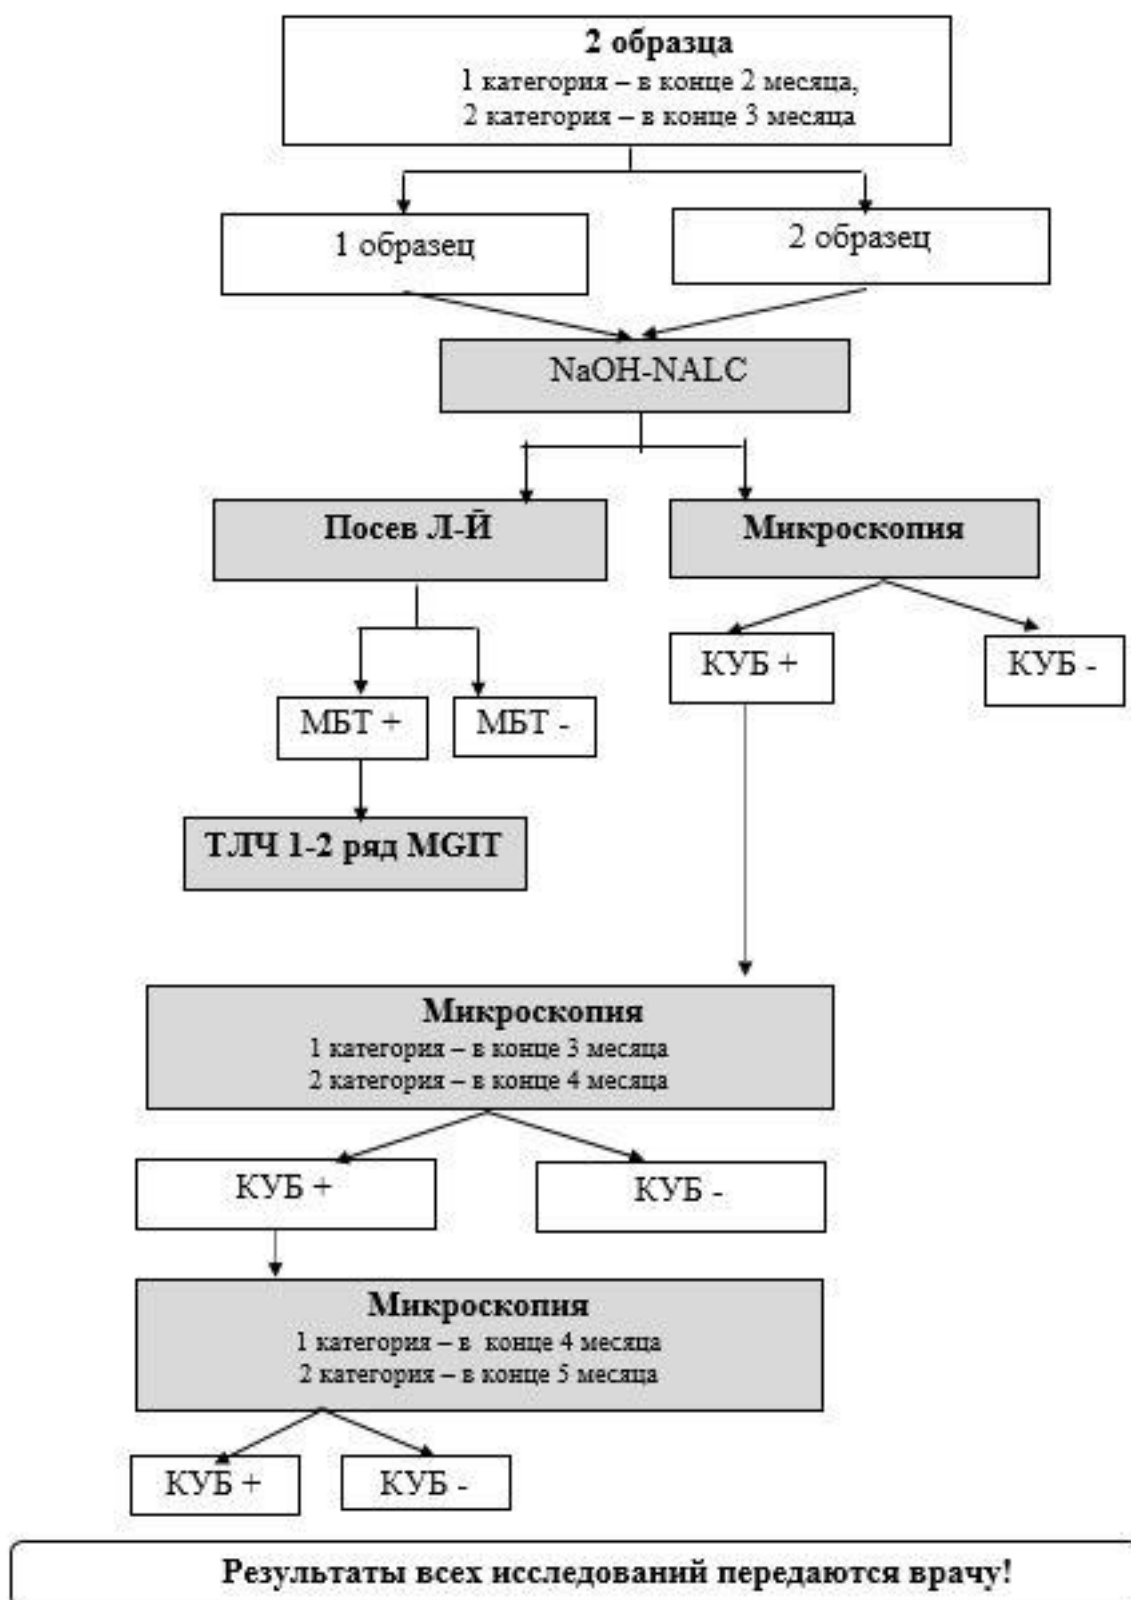 2 образца
1 категория – в конце 2 месяца,
2 категория – в конце 3 месяца
1 образец
2 образец
NaOH-NALC
Посев Л-Й
Микроскопия
КУБ +
КУБ -
МБТ +
МБТ -
ТЛЧ 1-2 ряд MGIT
Микроскопия
1 категория – в конце 3 месяца
2 категория – в конце 4 месяца
КУБ +
КУБ -
Микроскопия
1 категория – в конце 4 месяца
2 категория – в конце 5 месяца
КУБ +
КУБ -
Результаты всех исследований передаются врачу!